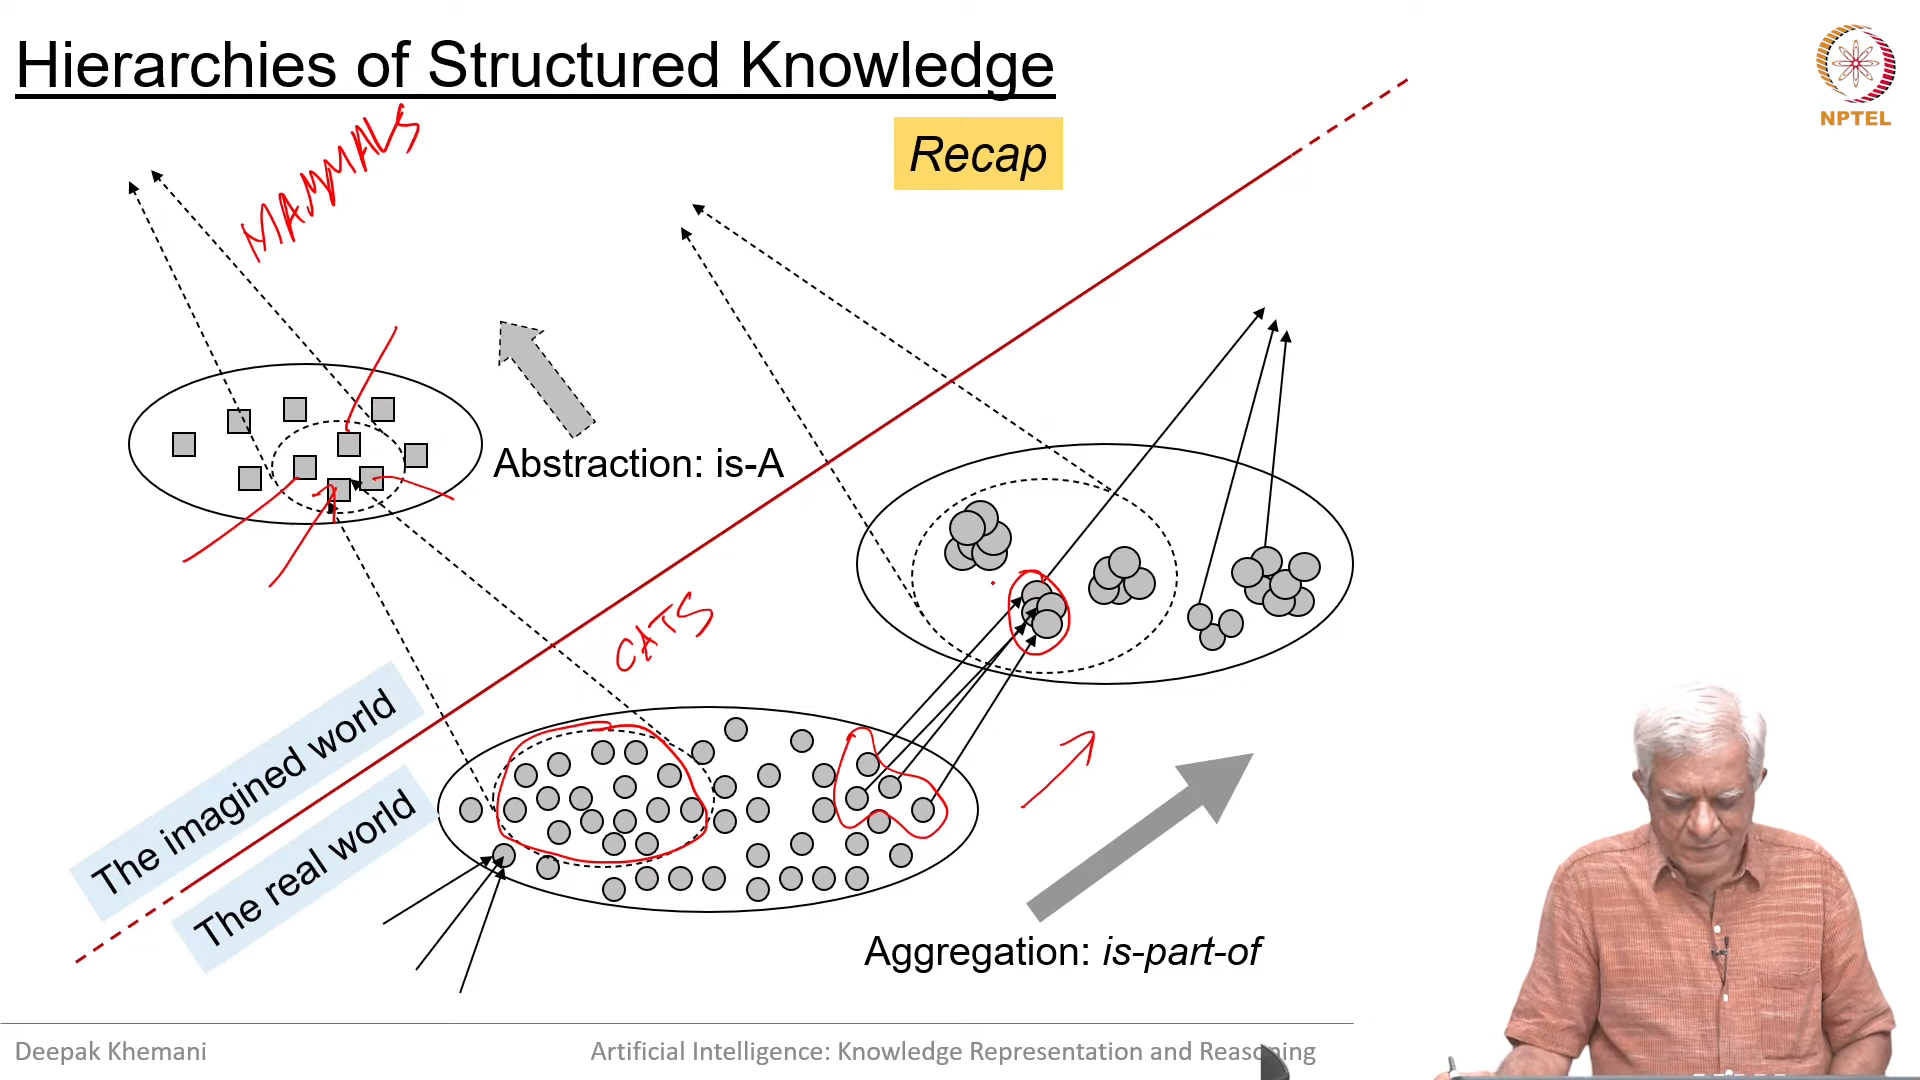 Hierarchies of Structured Knowledge
NPTEL
Recap
MAMMALS
Abstraction: is-A
CATS
The imagined world
The real world
Aggregation: is-part-of
Deepak Khemani
Artificial Intelligence: Knowledge Representation and Reasoning